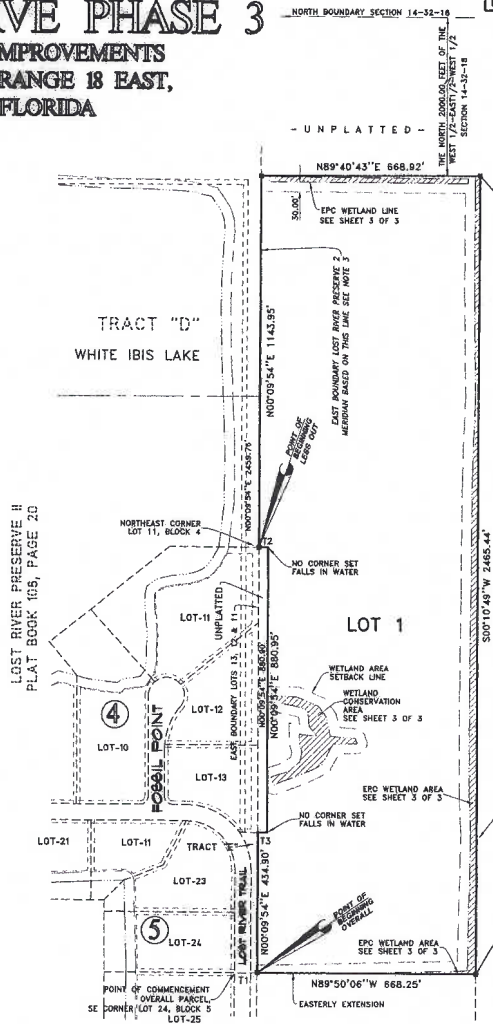 VE PHASE 3
MPROVEMENTS
RANGE 18 EAST,
FLORIDA
NORTH BOUNDARY SECTION 14-32-18
THE NORTH 2000.00 FEET OF THE
WEST 1/2-EAST1/2-WEST 1/2
SECTION 14-32-18
- UNPLATTED -
N89°40'43"E 668.92'
30.00'
EPC WETLAND LINE
SEE SHEET 3 OF 3
EAST BOUNDARY LOST RIVER PRESERVE 2
MERIDIAN BASED ON THIS LINE SEE NOTE 3
TRACT "D"
WHITE IBIS LAKE
N00°09'54"E 1143.95'
N00°09'54"E 2459.76'
POINT OF
BEGINNING
LESS OUT
LOST RIVER PRESERVE II
PLAT BOOK 105, PAGE 20
NORTHEAST CORNER
LOT 11, BLOCK 4
T2
NO CORNER SET
FALLS IN WATER
S00°10'49"W 2465.44'
UNPLATTED
LOT-11
EAST BOUNDARY LOTS 13, 12 & 11
N00°09'54"E 880.90'
N00°09'54"E 880.95'
LOT 1
WETLAND AREA
SETBACK LINE
WETLAND
CONSERVATION
AREA
SEE SHEET 3 OF 3
4
LOT-10
FOSSIL POINT
LOT-12
LOT-13
EPC WETLAND AREA
SEE SHEET 3 OF 3
NO CORNER SET
FALLS IN WATER
T3
LOT-21
LOT-11
TRACT
LOT-23
N00°09'54"E 434.90'
LOST RIVER TRAIL
POINT OF
BEGINNING
OVERALL
5
LOT-24
EPC WETLAND AREA
SEE SHEET 3 OF 3
T1
N89°50'06"W 668.25'
POINT OF COMMENCEMENT
OVERALL PARCEL,
SE CORNER LOT 24, BLOCK 5
LOT-25
EASTERLY EXTENSION